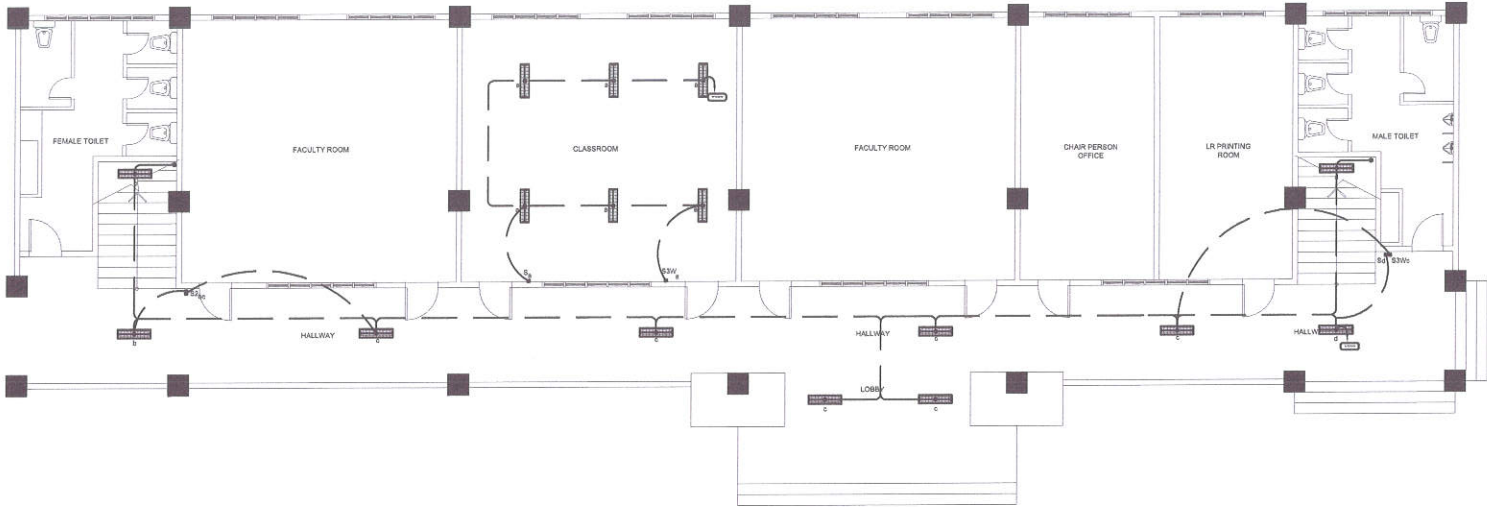 FEMALE TOILET
FACULTY ROOM
CLASSROOM
FACULTY ROOM
CHAIR PERSON
OFFICE
LR PRINTING
ROOM
MALE TOILET
a
a
a
a
a
a
S
a
S3W
a
Sd
S3Wc
HALLWAY
HALLWAY
HALLWAY
b
c
c
c
c
d
LOBBY
c
c